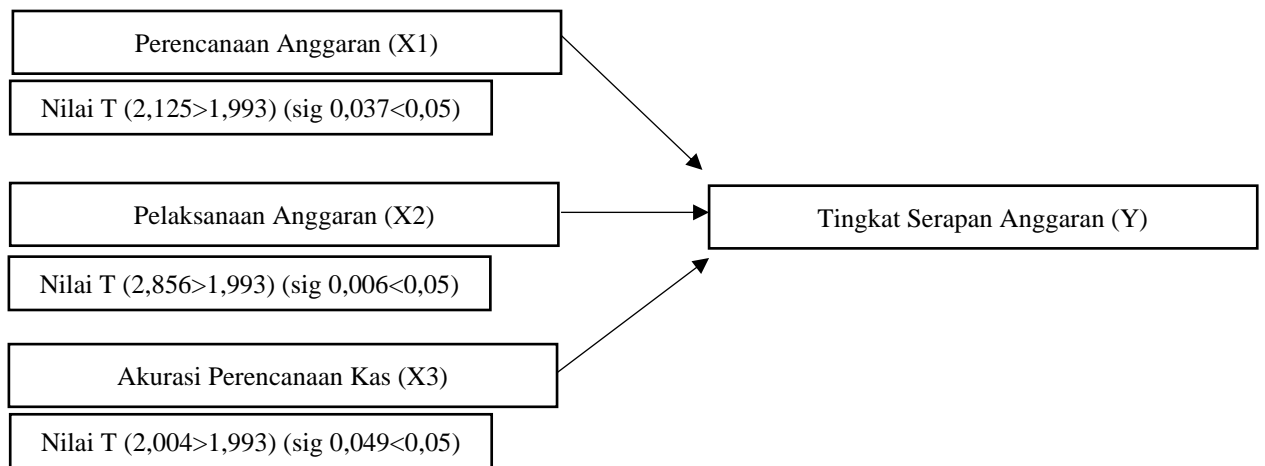 Perencanaan Anggaran (X1)
Nilai T (2,125>1,993) (sig 0,037<0,05)
Pelaksanaan Anggaran (X2)
Tingkat Serapan Anggaran (Y)
Nilai T (2,856>1,993) (sig 0,006<0,05)
Akurasi Perencanaan Kas (X3)
Nilai T (2,004>1,993) (sig 0,049<0,05)